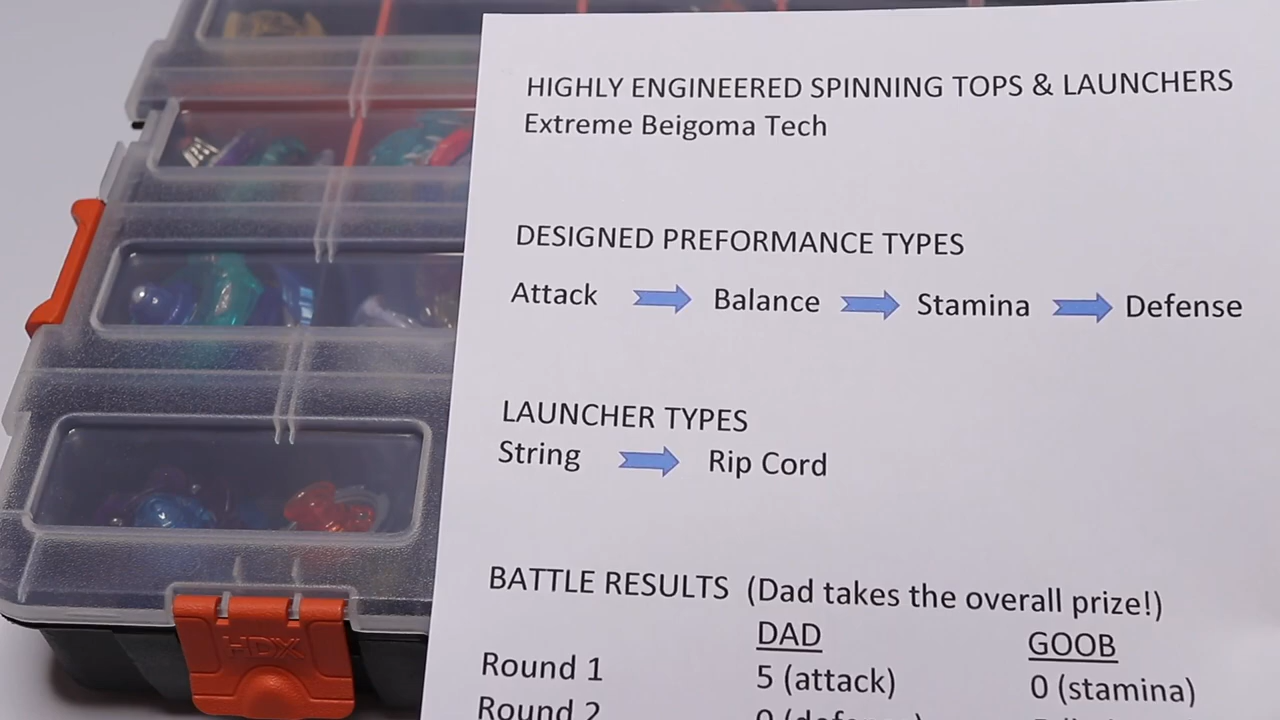 HIGHLY ENGINEERED SPINNING TOPS & LAUNCHERS
Extreme Beigoma Tech
DESIGNED PREFORMANCE TYPES
Attack Balance Stamina Defense
LAUNCHER TYPES
String Rip Cord
BATTLE RESULTS (Dad takes the overall prize!)
DAD GOOB
Round 1 5 (attack) 0 (stamina)
Round 2
HDX